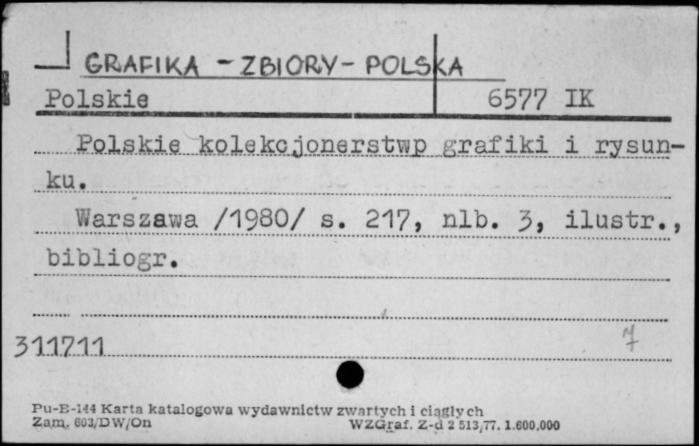 GRAFIKA - ZBIORY - POLSKA
Polskie 6577 IK
Polskie kolekcjonerstwp grafiki i rysun-
ku.
Warszawa /1980/ s. 217, nlb. 3, ilustr.,
bibliogr.
7
311711
Pu-E-144 Karta katalogowa wydawnictw zwartych i ciągłych
Zam. 603/DW/On WZGraf. Z-d 2 513/77. 1.600.000